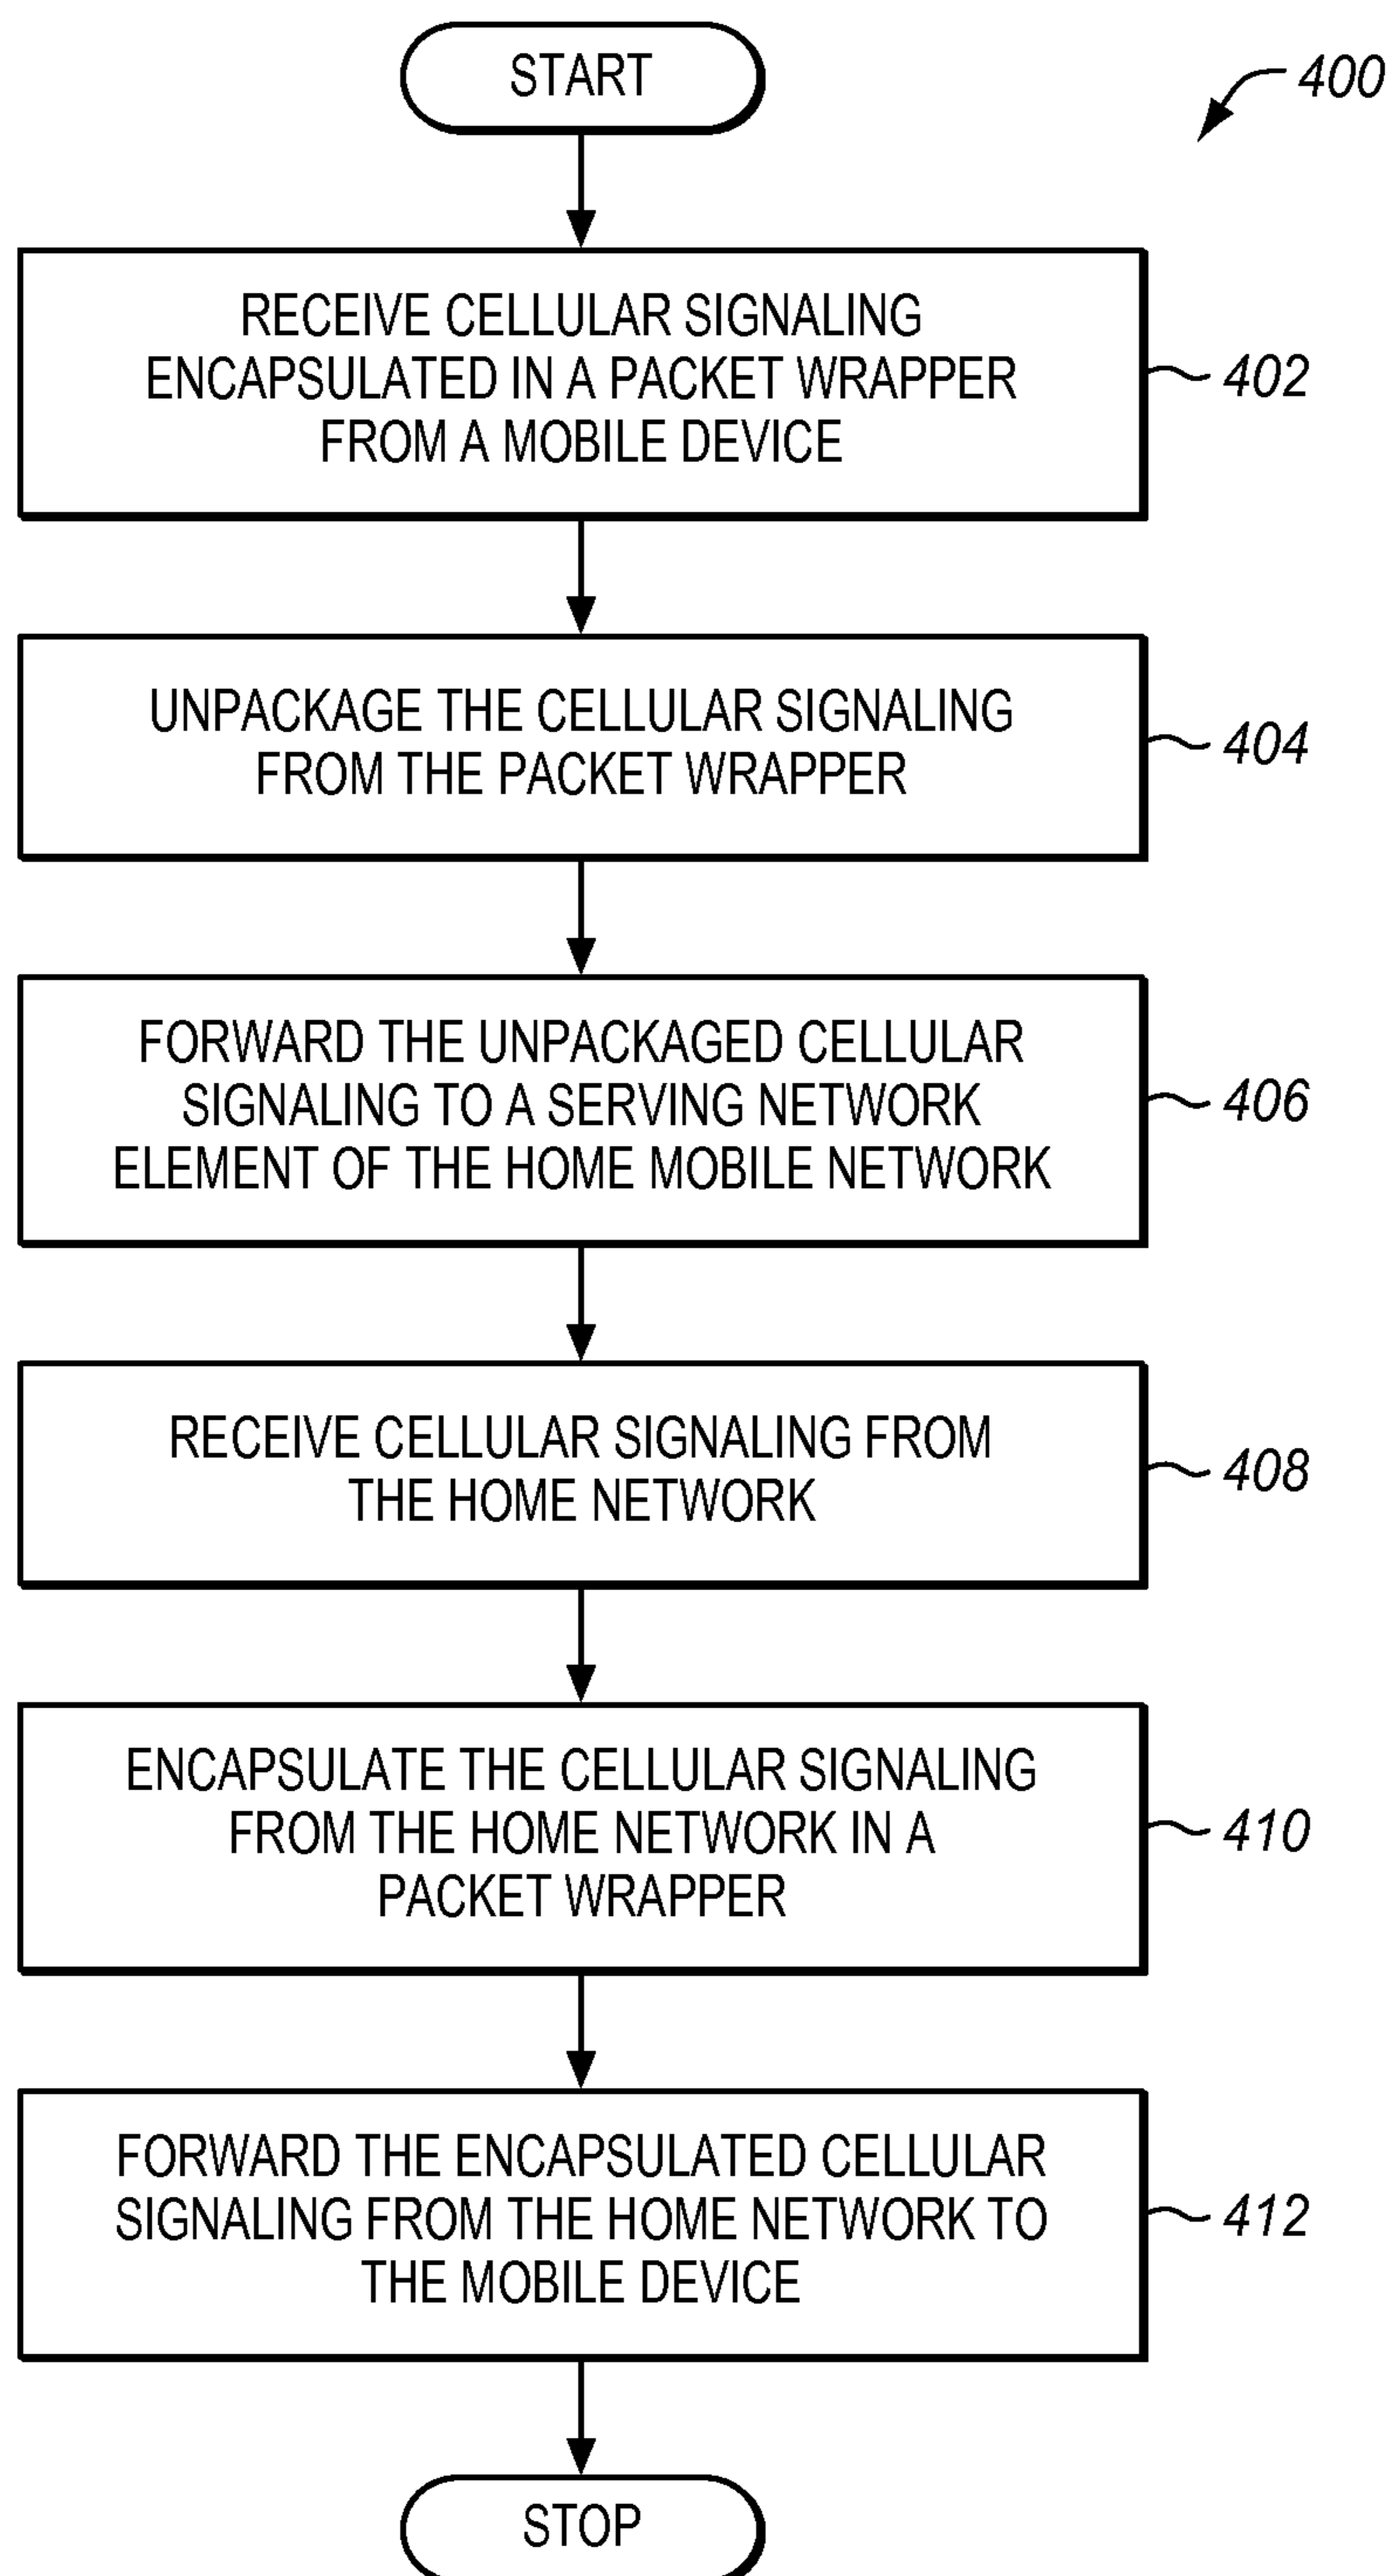 START
400
RECEIVE CELLULAR SIGNALING
ENCAPSULATED IN A PACKET WRAPPER
FROM A MOBILE DEVICE
402
UNPACKAGE THE CELLULAR SIGNALING
FROM THE PACKET WRAPPER
404
FORWARD THE UNPACKAGED CELLULAR
SIGNALING TO A SERVING NETWORK
ELEMENT OF THE HOME MOBILE NETWORK
406
RECEIVE CELLULAR SIGNALING FROM
THE HOME NETWORK
408
ENCAPSULATE THE CELLULAR SIGNALING
FROM THE HOME NETWORK IN A
PACKET WRAPPER
410
FORWARD THE ENCAPSULATED CELLULAR
SIGNALING FROM THE HOME NETWORK TO
THE MOBILE DEVICE
412
STOP